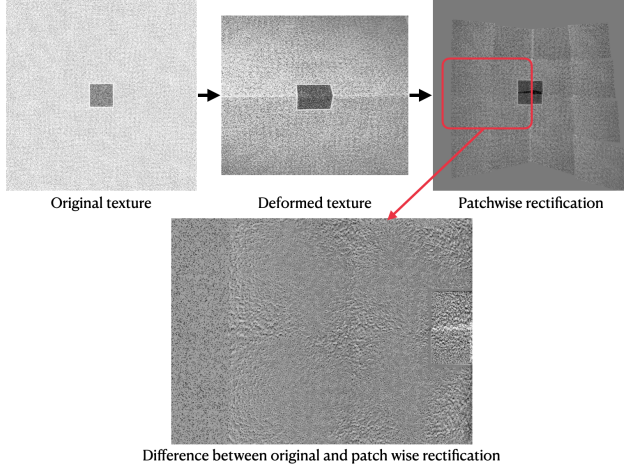 Original texture
Deformed texture
Patchwise rectification
Difference between original and patch wise rectification